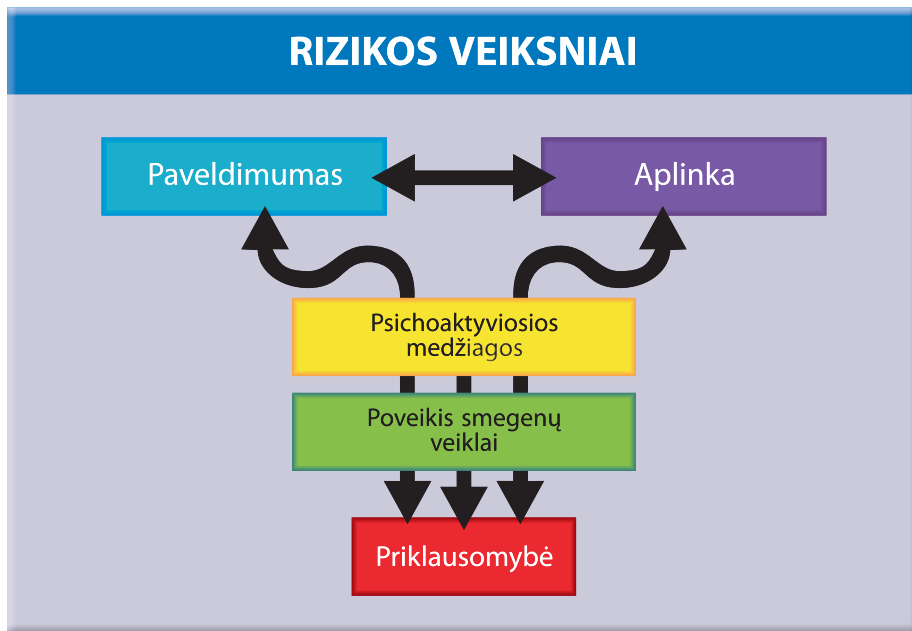 RIZIKOS VEIKSNIAI
Paveldimumas
Aplinka
Psichoaktyviosios
medžiagos
Poveikis smegenų
veiklai
Priklausomybė